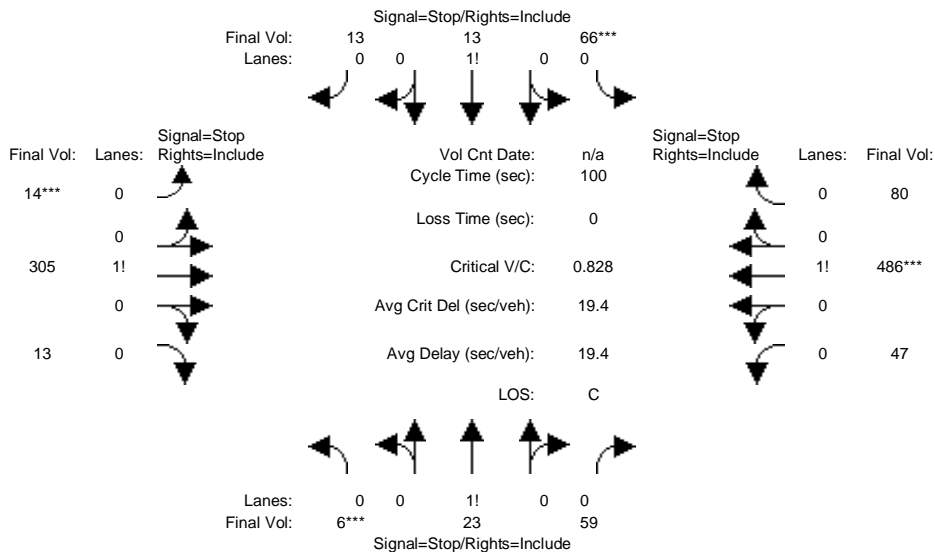 Signal=Stop/Rights=Include
Final Vol: 13 13 66***
Lanes: 0 0 1! 0 0
Signal=Stop Signal=Stop
Final Vol: Lanes: Rights=Include Vol Cnt Date: n/a Rights=Include Lanes: Final Vol:
Cycle Time (sec): 100
14*** 0 0 80
Loss Time (sec): 0
0 0
305 1! Critical V/C: 0.828 1! 486***
0 Avg Crit Del (sec/veh): 19.4 0
13 0 Avg Delay (sec/veh): 19.4 0 47
LOS: C
Lanes: 0 0 1! 0 0
Final Vol: 6*** 23 59
Signal=Stop/Rights=Include